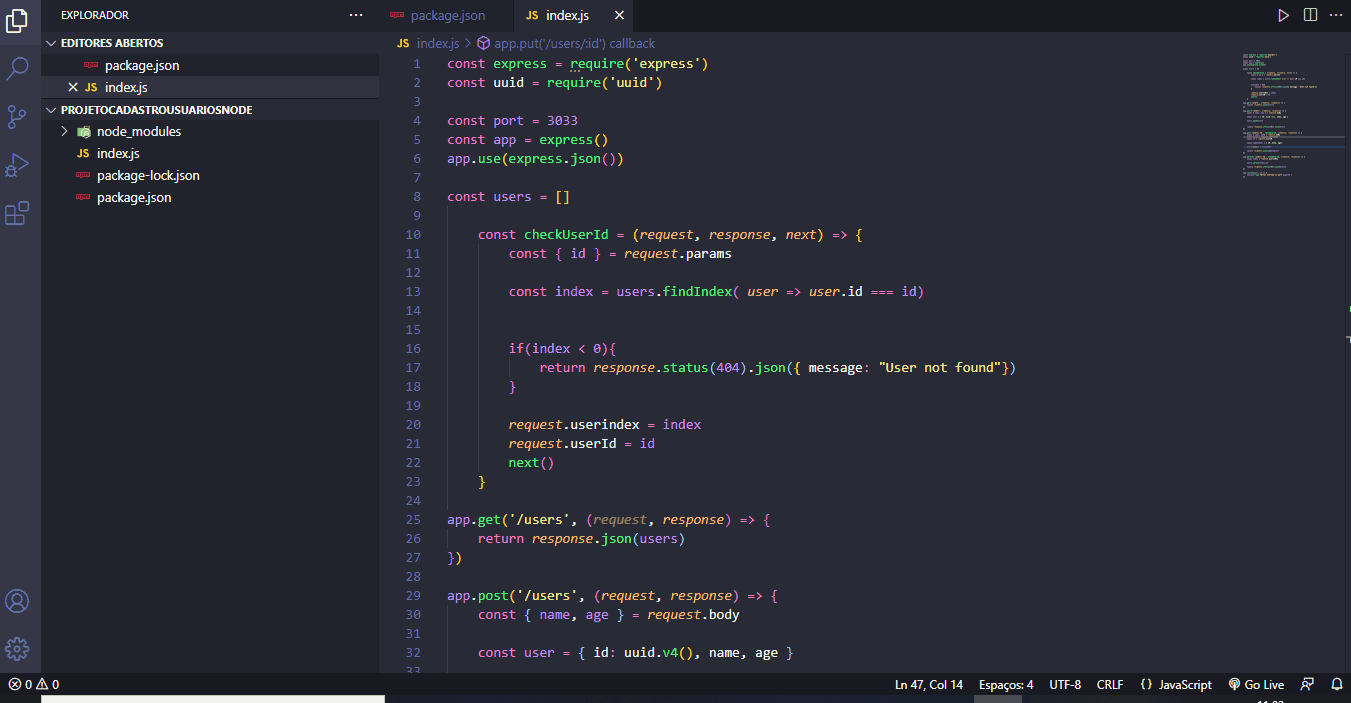 EXPLORADOR
EDITORES ABERTOS
package.json
JS index.js
PROJETOCADASTROUSUARIOSNODE
node_modules
JS index.js
package-lock.json
package.json
package.json
JS index.js
JS index.js > app.put('/users/:id') callback
1 const express = require('express')
2 const uuid = require('uuid')
3
4 const port = 3033
5 const app = express()
6 app.use(express.json())
7
8 const users = []
9
10 const checkUserId = (request, response, next) => {
11 const { id } = request.params
12
13 const index = users.findIndex( user => user.id === id)
14
15
16 if(index < 0){
17 return response.status(404).json({ message: "User not found"})
18 }
19
20 request.userindex = index
21 request.userId = id
22 next()
23 }
24
25 app.get('/users', (request, response) => {
26 return response.json(users)
27 })
28
29 app.post('/users', (request, response) => {
30 const { name, age } = request.body
31
32 const user = { id: uuid.v4(), name, age }
33
0 0
Ln 47, Col 14
Espaços: 4
UTF-8
CRLF
{ } JavaScript
Go Live